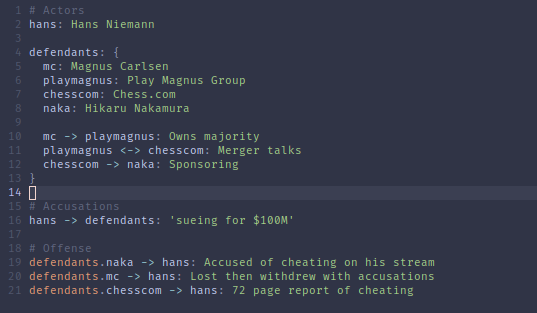 1 # Actors
2 hans: Hans Niemann
3
4 defendants: {
5 mc: Magnus Carlsen
6 playmagnus: Play Magnus Group
7 chesscom: Chess.com
8 naka: Hikaru Nakamura
9
10 mc -> playmagnus: Owns majority
11 playmagnus <-> chesscom: Merger talks
12 chesscom -> naka: Sponsoring
13 }
14
15 # Accusations
16 hans -> defendants: 'sueing for $100M'
17
18 # Offense
19 defendants.naka -> hans: Accused of cheating on his stream
20 defendants.mc -> hans: Lost then withdrew with accusations
21 defendants.chesscom -> hans: 72 page report of cheating